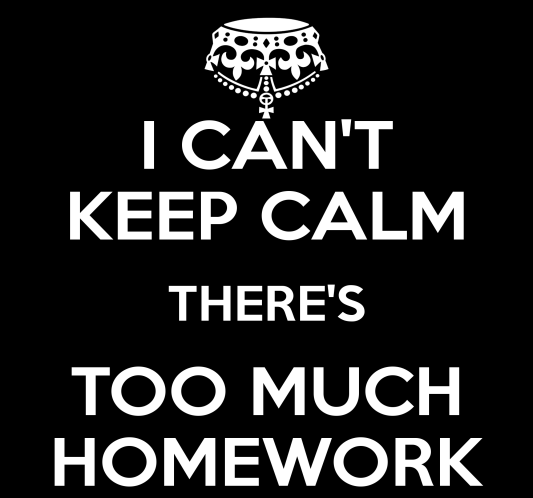 I CAN'T
KEEP CALM
THERE'S
TOO MUCH
HOMEWORK